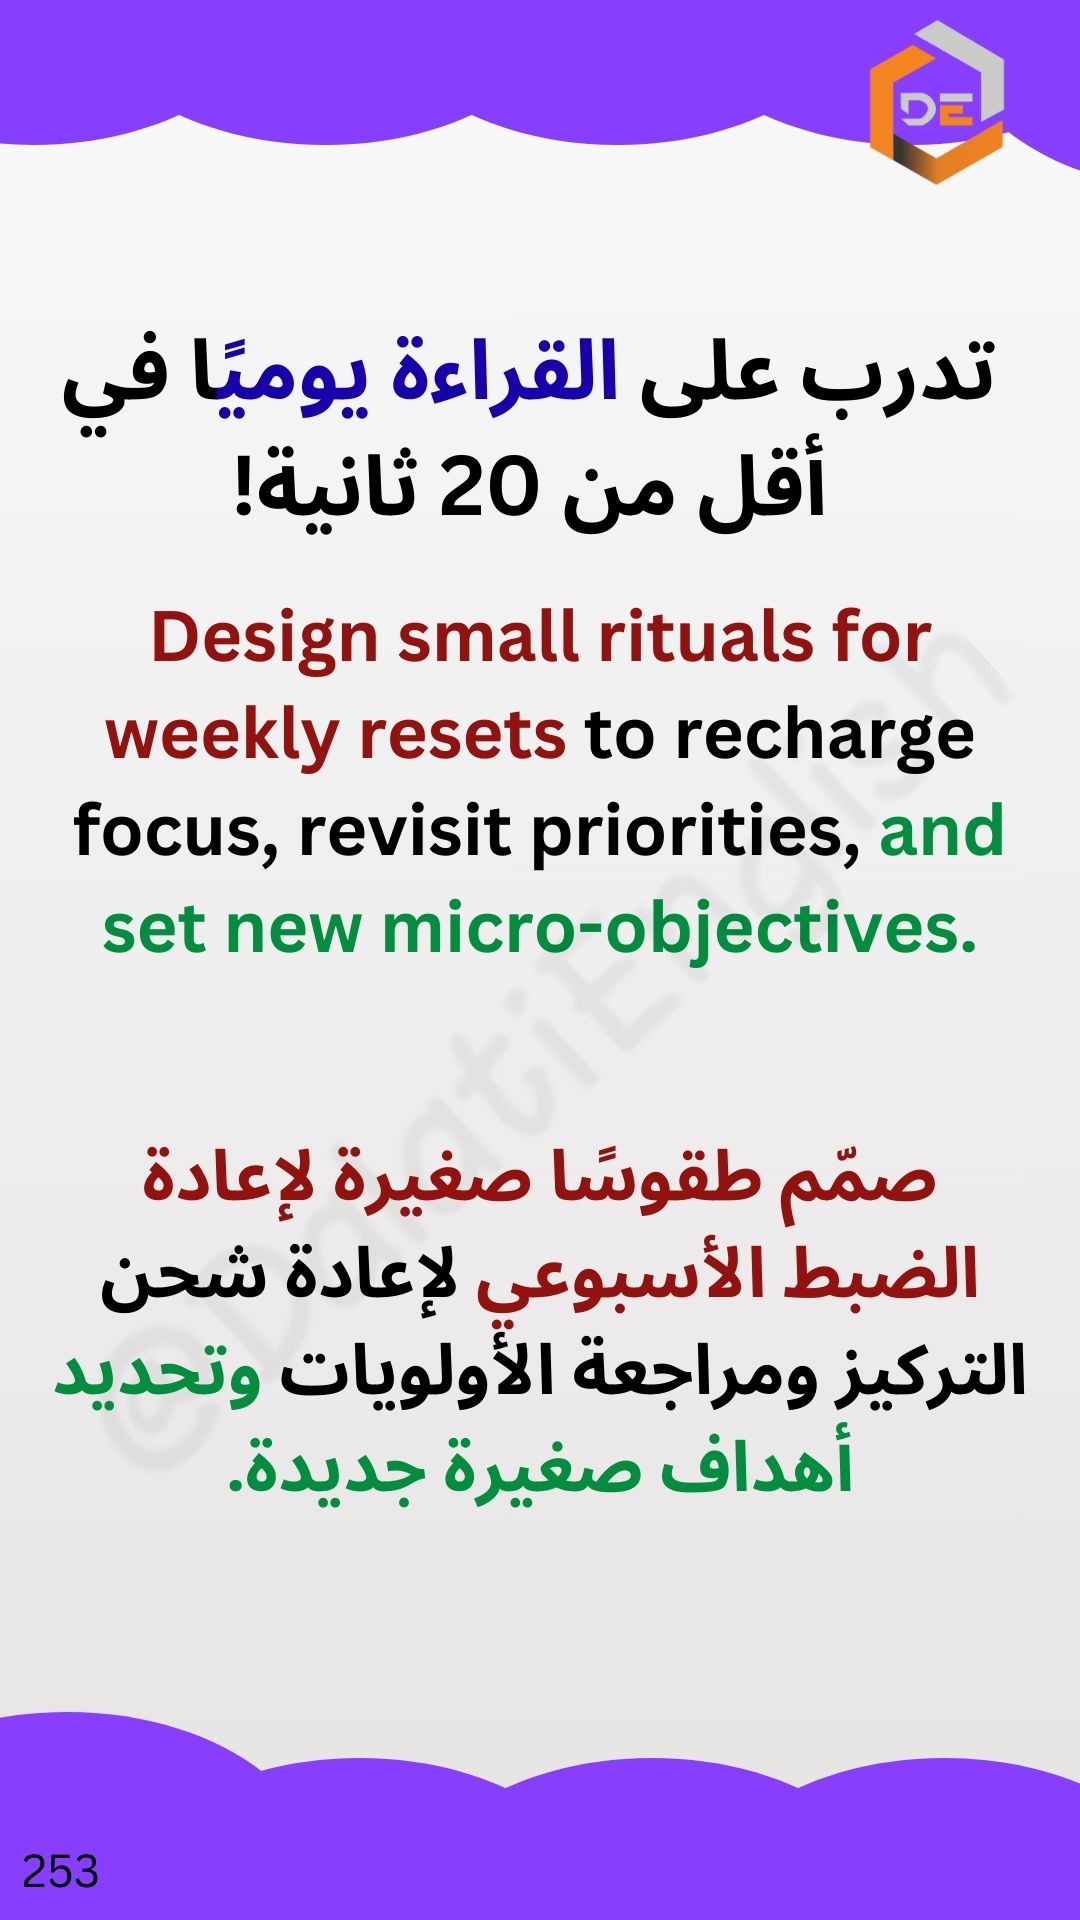 DE
تدرب على القراءة يوميًا في
أقل من 20 ثانية!
Design small rituals for
weekly resets to recharge
focus, revisit priorities, and
set new micro-objectives.
صمّم طقوسًا صغيرة لإعادة
الضبط الأسبوعي لإعادة شحن
التركيز ومراجعة الأولويات وتحديد
أهداف صغيرة جديدة.
@DalatiEnglish
253